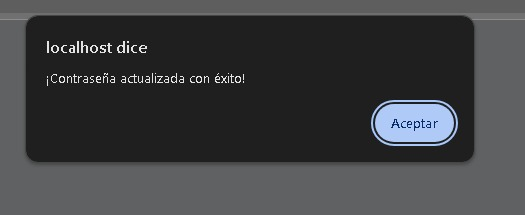 localhost dice
¡Contraseña actualizada con éxito!
Aceptar